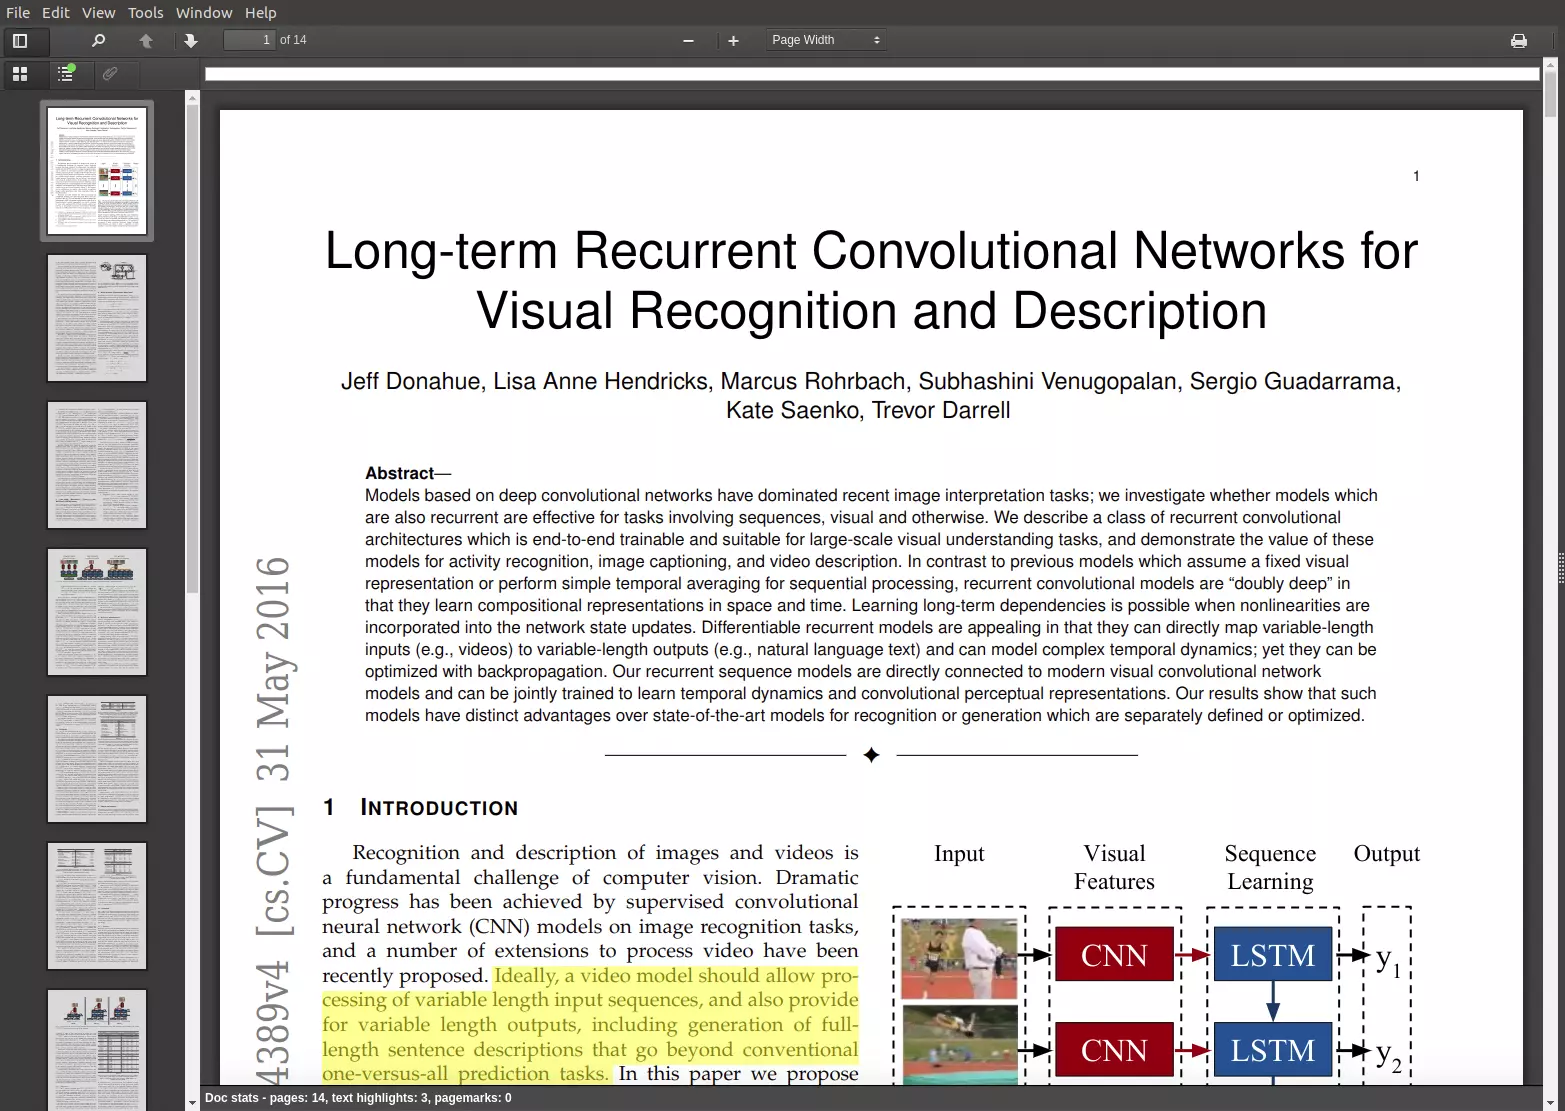 File Edit View Tools Window Help
1 of 14
Page Width
1
Long-term Recurrent Convolutional Networks for
Visual Recognition and Description
Jeff Donahue, Lisa Anne Hendricks, Marcus Rohrbach, Subhashini Venugopalan, Sergio Guadarrama,
Kate Saenko, Trevor Darrell
Abstract—
Models based on deep convolutional networks have dominated recent image interpretation tasks; we investigate whether models which
are also recurrent are effective for tasks involving sequences, visual and otherwise. We describe a class of recurrent convolutional
architectures which is end-to-end trainable and suitable for large-scale visual understanding tasks, and demonstrate the value of these
models for activity recognition, image captioning, and video description. In contrast to previous models which assume a fixed visual
representation or perform simple temporal averaging for sequential processing, recurrent convolutional models are “doubly deep” in
that they learn compositional representations in space and time. Learning long-term dependencies is possible when nonlinearities are
incorporated into the network state updates. Differentiable recurrent models are appealing in that they can directly map variable-length
inputs (e.g., videos) to variable-length outputs (e.g., natural language text) and can model complex temporal dynamics; yet they can be
optimized with backpropagation. Our recurrent sequence models are directly connected to modern visual convolutional network
models and can be jointly trained to learn temporal dynamics and convolutional perceptual representations. Our results show that such
models have distinct advantages over state-of-the-art models for recognition or generation which are separately defined or optimized.
4389v4 [cs.CV] 31 May 2016
1 INTRODUCTION
Recognition and description of images and videos is
a fundamental challenge of computer vision. Dramatic
progress has been achieved by supervised convolutional
neural network (CNN) models on image recognition tasks,
and a number of extensions to process video have been
recently proposed. Ideally, a video model should allow pro-
cessing of variable length input sequences, and also provide
for variable length outputs, including generation of full-
length sentence descriptions that go beyond conventional
one-versus-all prediction tasks. In this paper we propose
Input
Visual
Features
Sequence
Learning
Output
CNN LSTM y1
CNN LSTM y2
Doc stats - pages: 14, text highlights: 3, pagemarks: 0